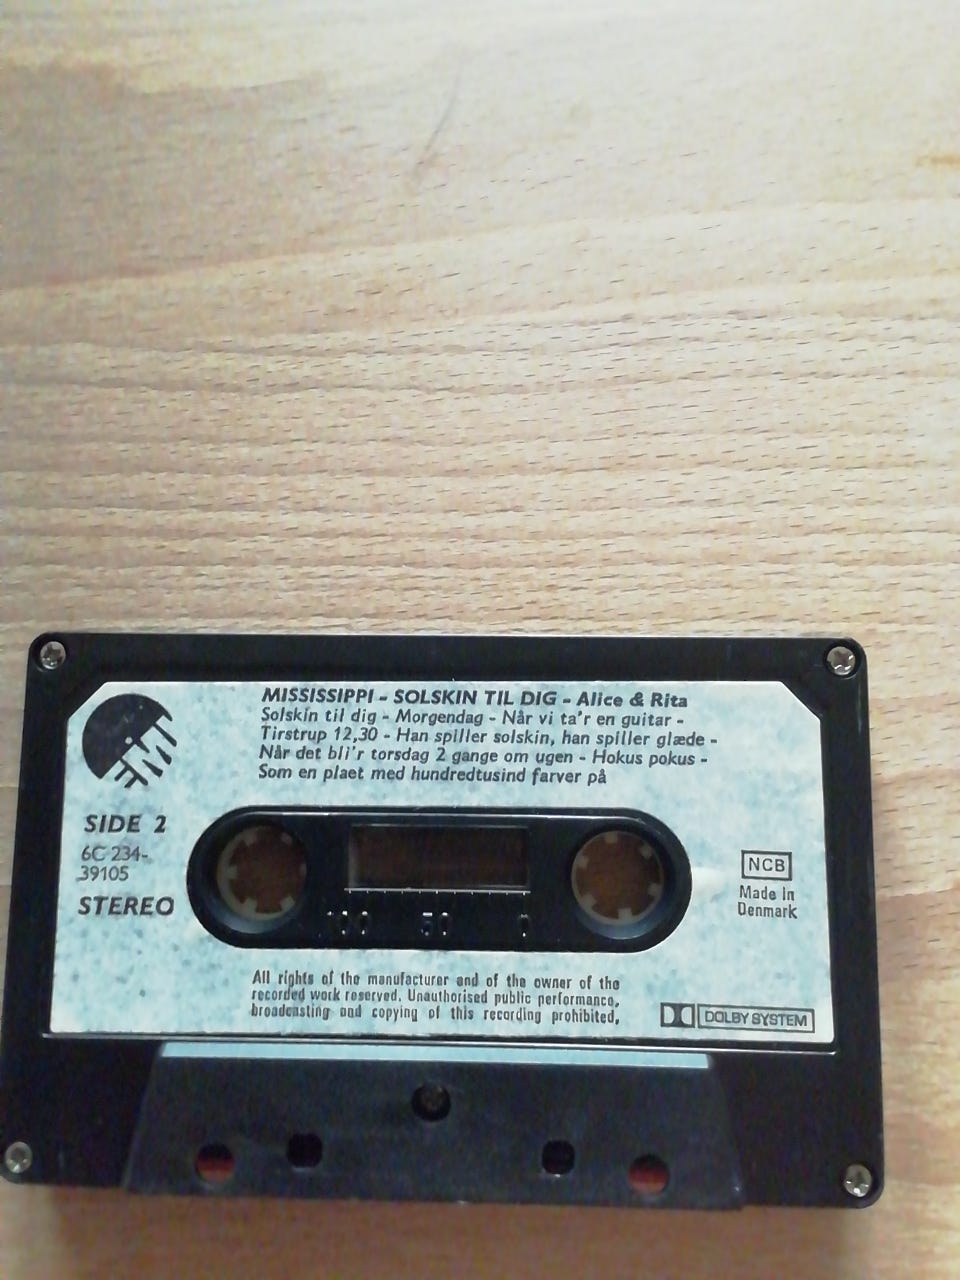 MISSISSIPPI - SOLSKIN TIL DIG - Alice & Rita
Solskin til dig - Morgendag - Når vi ta'r en guitar -
Tirstrup 12,30 - Han spiller solskin, han spiller glæde -
Når det bli'r torsdag 2 gange om ugen - Hokus pokus -
Som en plaet med hundredtusind farver på
EMI
SIDE 2
6C 234-
39105
STEREO
100 50 0
NCB
Made in
Denmark
All rights of the manufacturer and of the owner of the
recorded work reserved. Unauthorised public performance,
broadcasting and copying of this recording prohibited.
DOLBY SYSTEM